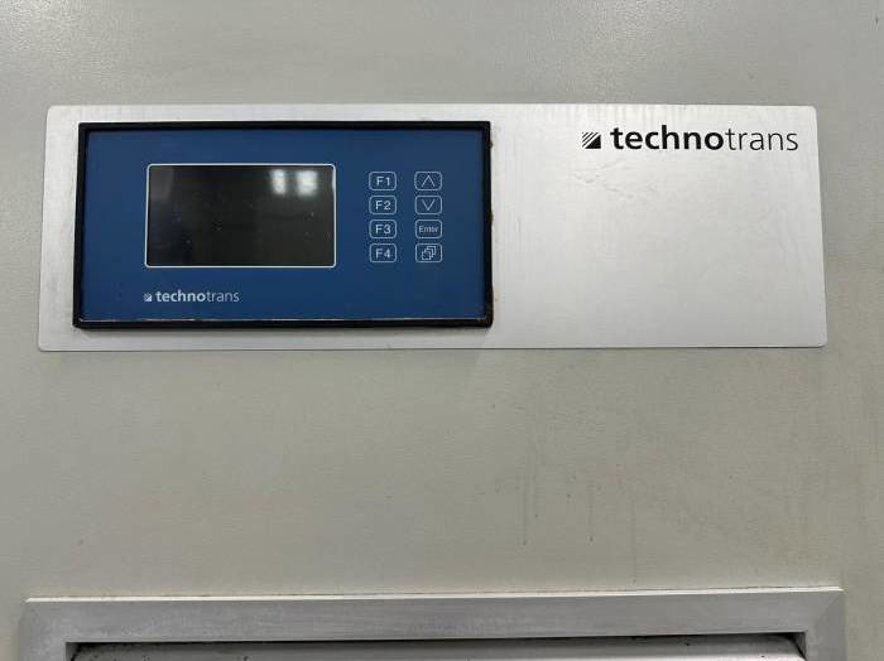 technotrans
F1
F2
F3
Enter
F4
technotrans